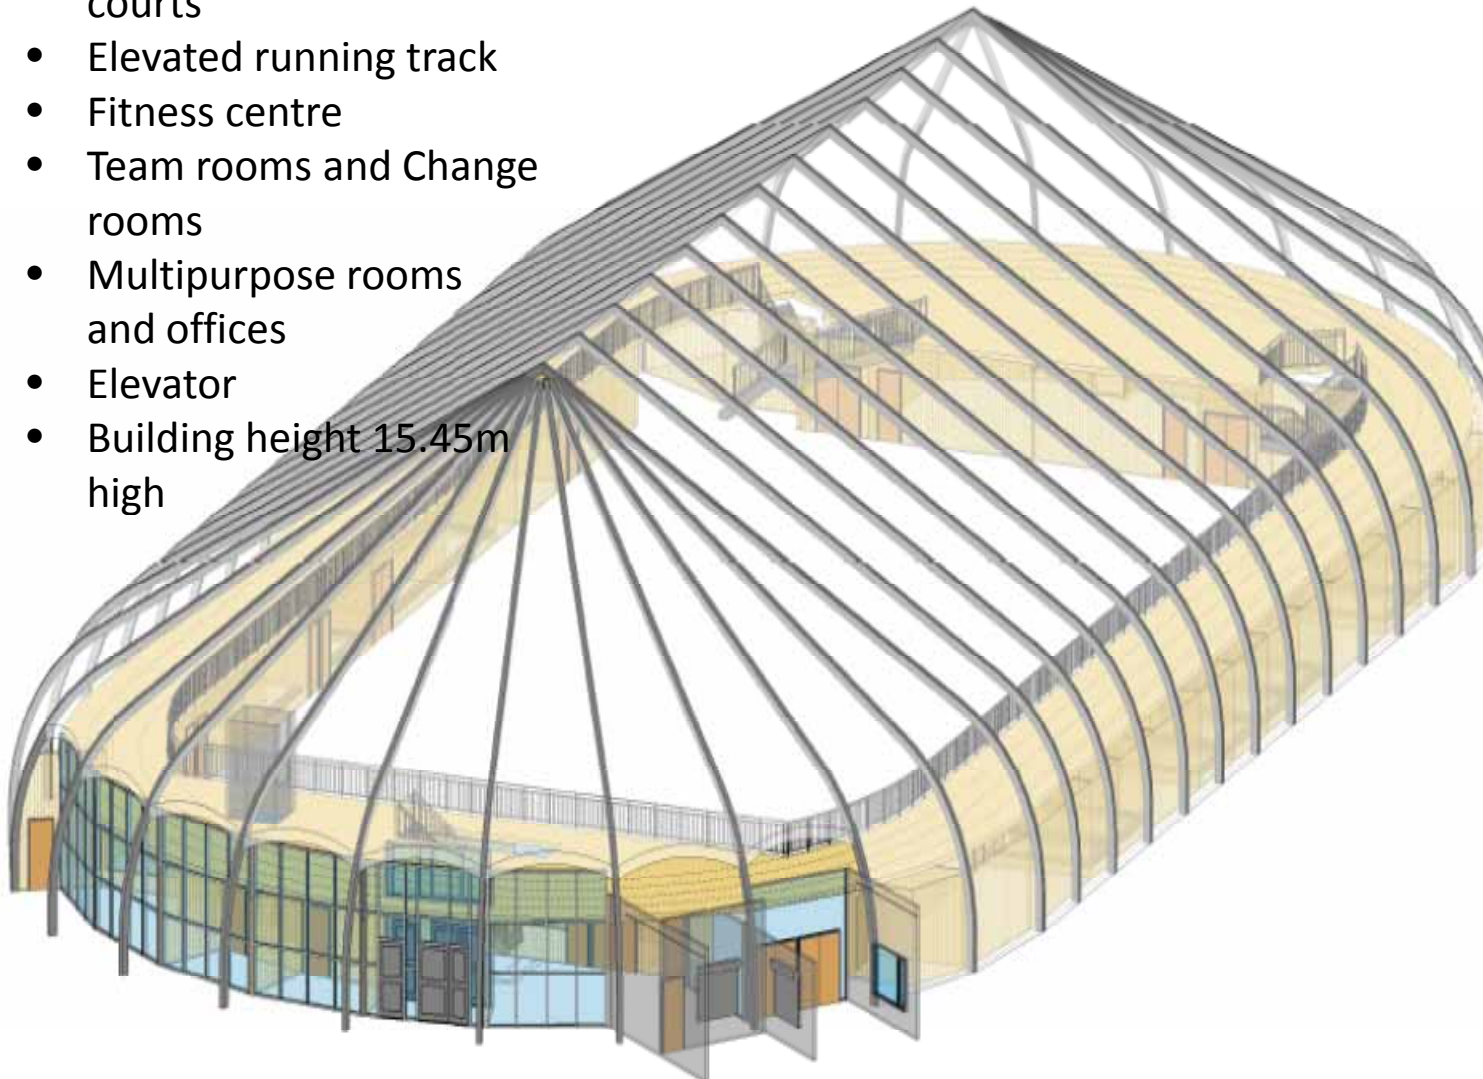 courts
• Elevated running track
• Fitness centre
• Team rooms and Change
rooms
• Multipurpose rooms
and offices
• Elevator
• Building height 15.45m
high